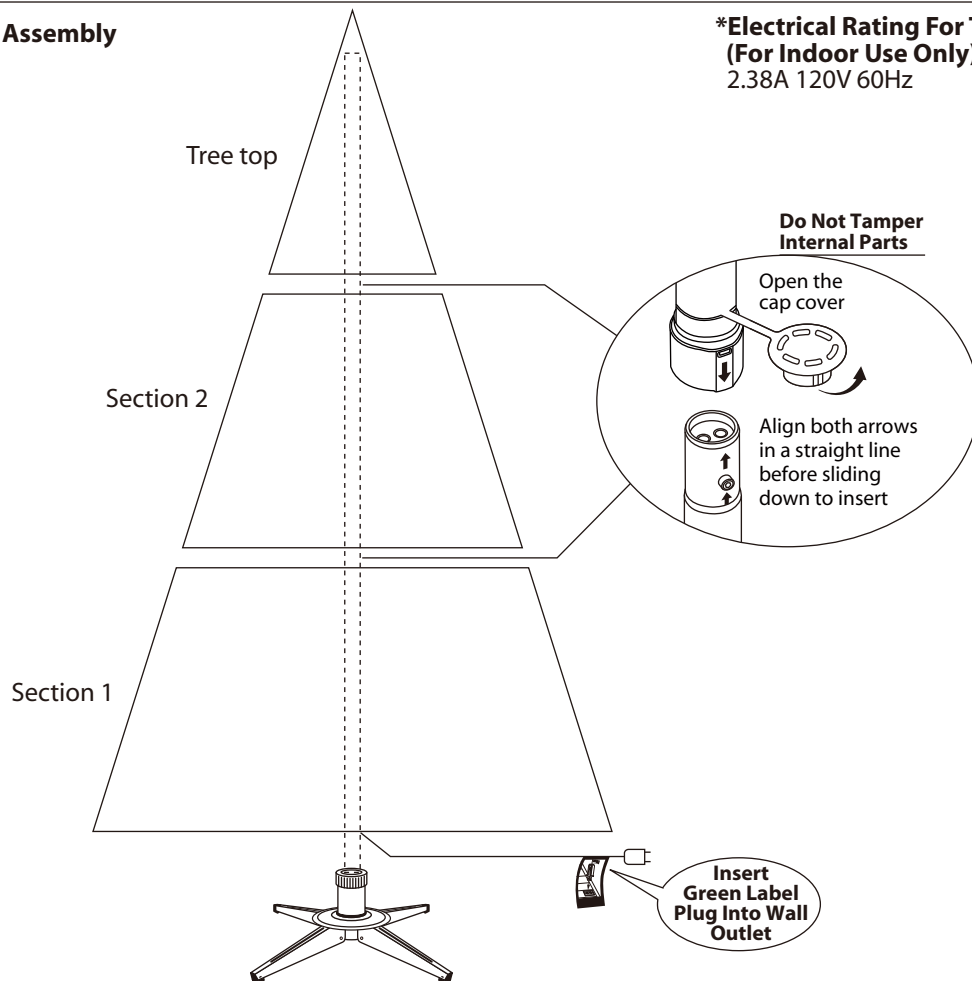 Assembly
*Electrical Rating For
(For Indoor Use Only)
2.38A 120V 60Hz
Tree top
Do Not Tamper
Internal Parts
Open the
cap cover
Section 2
Align both arrows
in a straight line
before sliding
down to insert
Section 1
Insert
Green Label
Plug Into Wall
Outlet